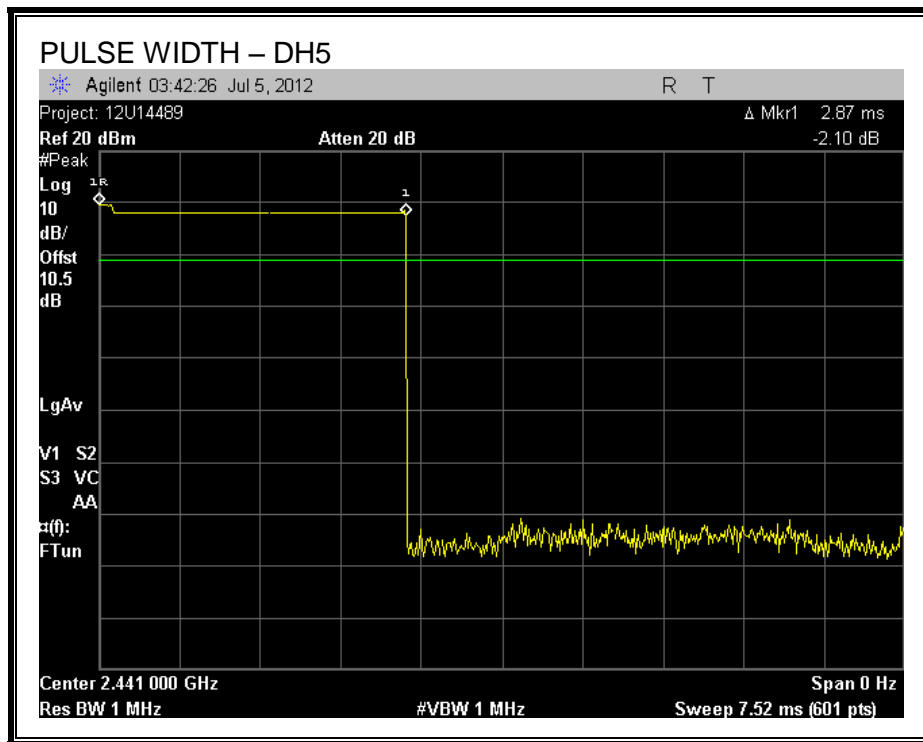 PULSE WIDTH – DH5
Agilent 03:42:26 Jul 5, 2012 R T
Project: 12U14489 Δ Mkr1 2.87 ms
Ref 20 dBm Atten 20 dB -2.10 dB
#Peak
Log
1R
1
10
dB/
Offst
10.5
dB
LgAv
V1 S2
S3 VC
AA
¤(f):
FTun
Center 2.441 000 GHz Span 0 Hz
Res BW 1 MHz #VBW 1 MHz Sweep 7.52 ms (601 pts)